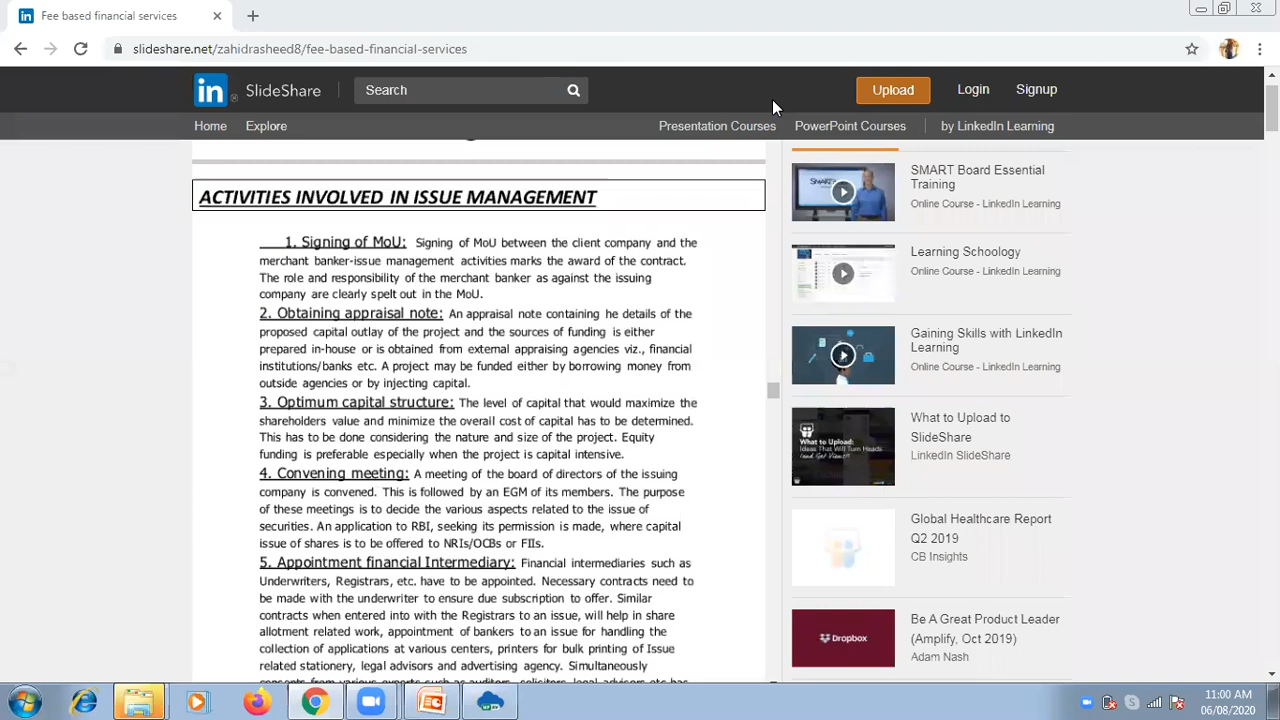 Fee based financial services
slideshare.net/zahidrasheed8/fee-based-financial-services
in SlideShare
Search
Upload
Login
Signup
Home
Explore
Presentation Courses
PowerPoint Courses
by LinkedIn Learning
ACTIVITIES INVOLVED IN ISSUE MANAGEMENT
1. Signing of MoU: Signing of MoU between the client company and the
merchant banker-issue management activities marks the award of the contract.
The role and responsibility of the merchant banker as against the issuing
company are clearly spelt out in the MoU.
2. Obtaining appraisal note: An appraisal note containing he details of the
proposed capital outlay of the project and the sources of funding is either
prepared in-house or is obtained from external appraising agencies viz., financial
institutions/banks etc. A project may be funded either by borrowing money from
outside agencies or by injecting capital.
3. Optimum capital structure: The level of capital that would maximize the
shareholders value and minimize the overall cost of capital has to be determined.
This has to be done considering the nature and size of the project. Equity
funding is preferable especially when the project is capital intensive.
4. Convening meeting: A meeting of the board of directors of the issuing
company is convened. This is followed by an EGM of its members. The purpose
of these meetings is to decide the various aspects related to the issue of
securities. An application to RBI, seeking its permission is made, where capital
issue of shares is to be offered to NRIs/OCBs or FIIs.
5. Appointment financial Intermediary: Financial intermediaries such as
Underwriters, Registrars, etc. have to be appointed. Necessary contracts need to
be made with the underwriter to ensure due subscription to offer. Similar
contracts when entered into with the Registrars to an issue, will help in share
allotment related work, appointment of bankers to an issue for handling the
collection of applications at various centers, printers for bulk printing of Issue
related stationery, legal advisors and advertising agency. Simultaneously
SMART Board Essential
Training
Online Course - LinkedIn Learning
Learning Schoology
Online Course - LinkedIn Learning
Gaining Skills with LinkedIn
Learning
Online Course - LinkedIn Learning
What to Upload:
Ideas That Will Turn Heads
(and Get Views!)
What to Upload to
SlideShare
LinkedIn SlideShare
Global Healthcare Report
Q2 2019
CB Insights
Dropbox
Be A Great Product Leader
(Amplify, Oct 2019)
Adam Nash
11:00 AM
06/08/2020